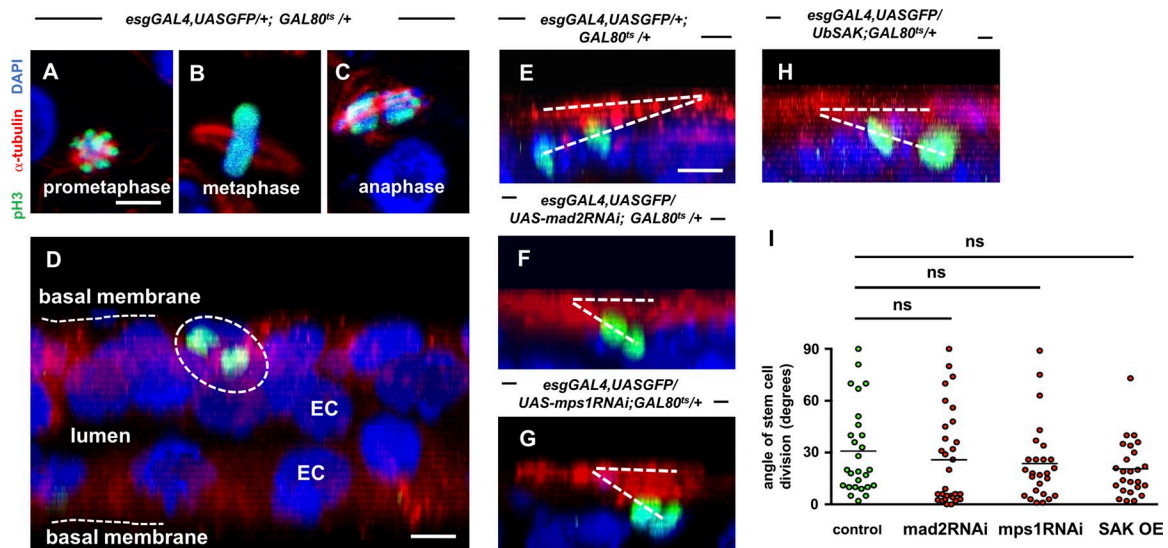 esgGAL4,UASGFP/+; GAL80ts /+
pH3 α-tubulin DAPI
A
prometaphase
B
metaphase
C
anaphase
D
basal membrane
EC
lumen
EC
basal membrane
esgGAL4,UASGFP/+;
GAL80ts /+
E
esgGAL4,UASGFP/
UAS-mad2RNAi; GAL80ts /+
F
esgGAL4,UASGFP/
UAS-mps1RNAi;GAL80ts/+
G
esgGAL4,UASGFP/
UbSAK;GAL80ts/+
H
I
ns
ns
ns
angle of stem cell
division (degrees)
90
60
30
0
control
mad2RNAi
mps1RNAi
SAK OE